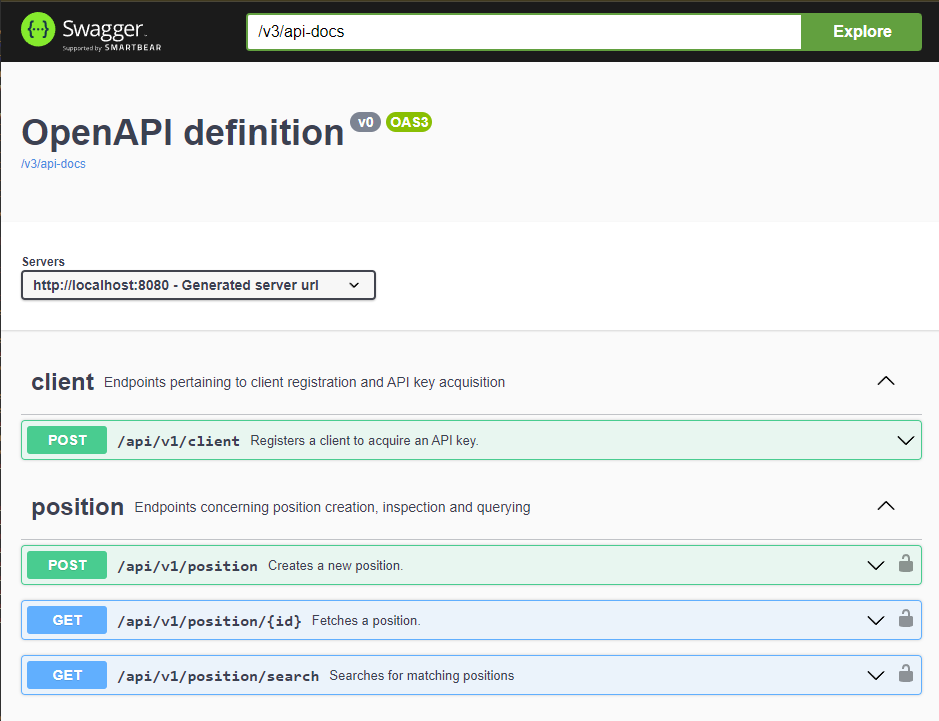 {··} Swagger.
Supported by SMARTBEAR
/v3/api-docs
Explore
OpenAPI definition v0 OAS3
/v3/api-docs
Servers
http://localhost:8080 - Generated server url
client Endpoints pertaining to client registration and API key acquisition
POST /api/v1/client Registers a client to acquire an API key.
position Endpoints concerning position creation, inspection and querying
POST /api/v1/position Creates a new position.
GET /api/v1/position/{id} Fetches a position.
GET /api/v1/position/search Searches for matching positions